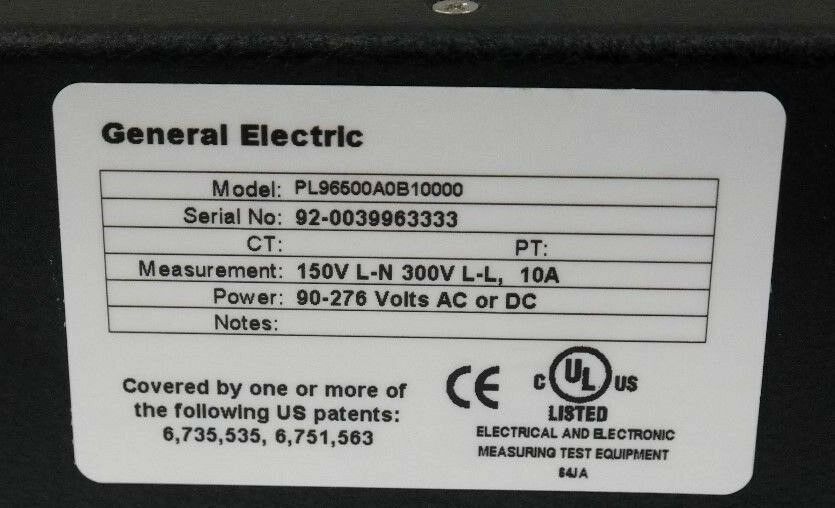 General Electric
Model: PL96500A0B10000
Serial No: 92-0039963333
CT: PT:
Measurement: 150V L-N 300V L-L, 10A
Power: 90-276 Volts AC or DC
Notes:
Covered by one or more of
the following US patents:
6,735,535, 6,751,563
CE
C UL US
LISTED
ELECTRICAL AND ELECTRONIC
MEASURING TEST EQUIPMENT